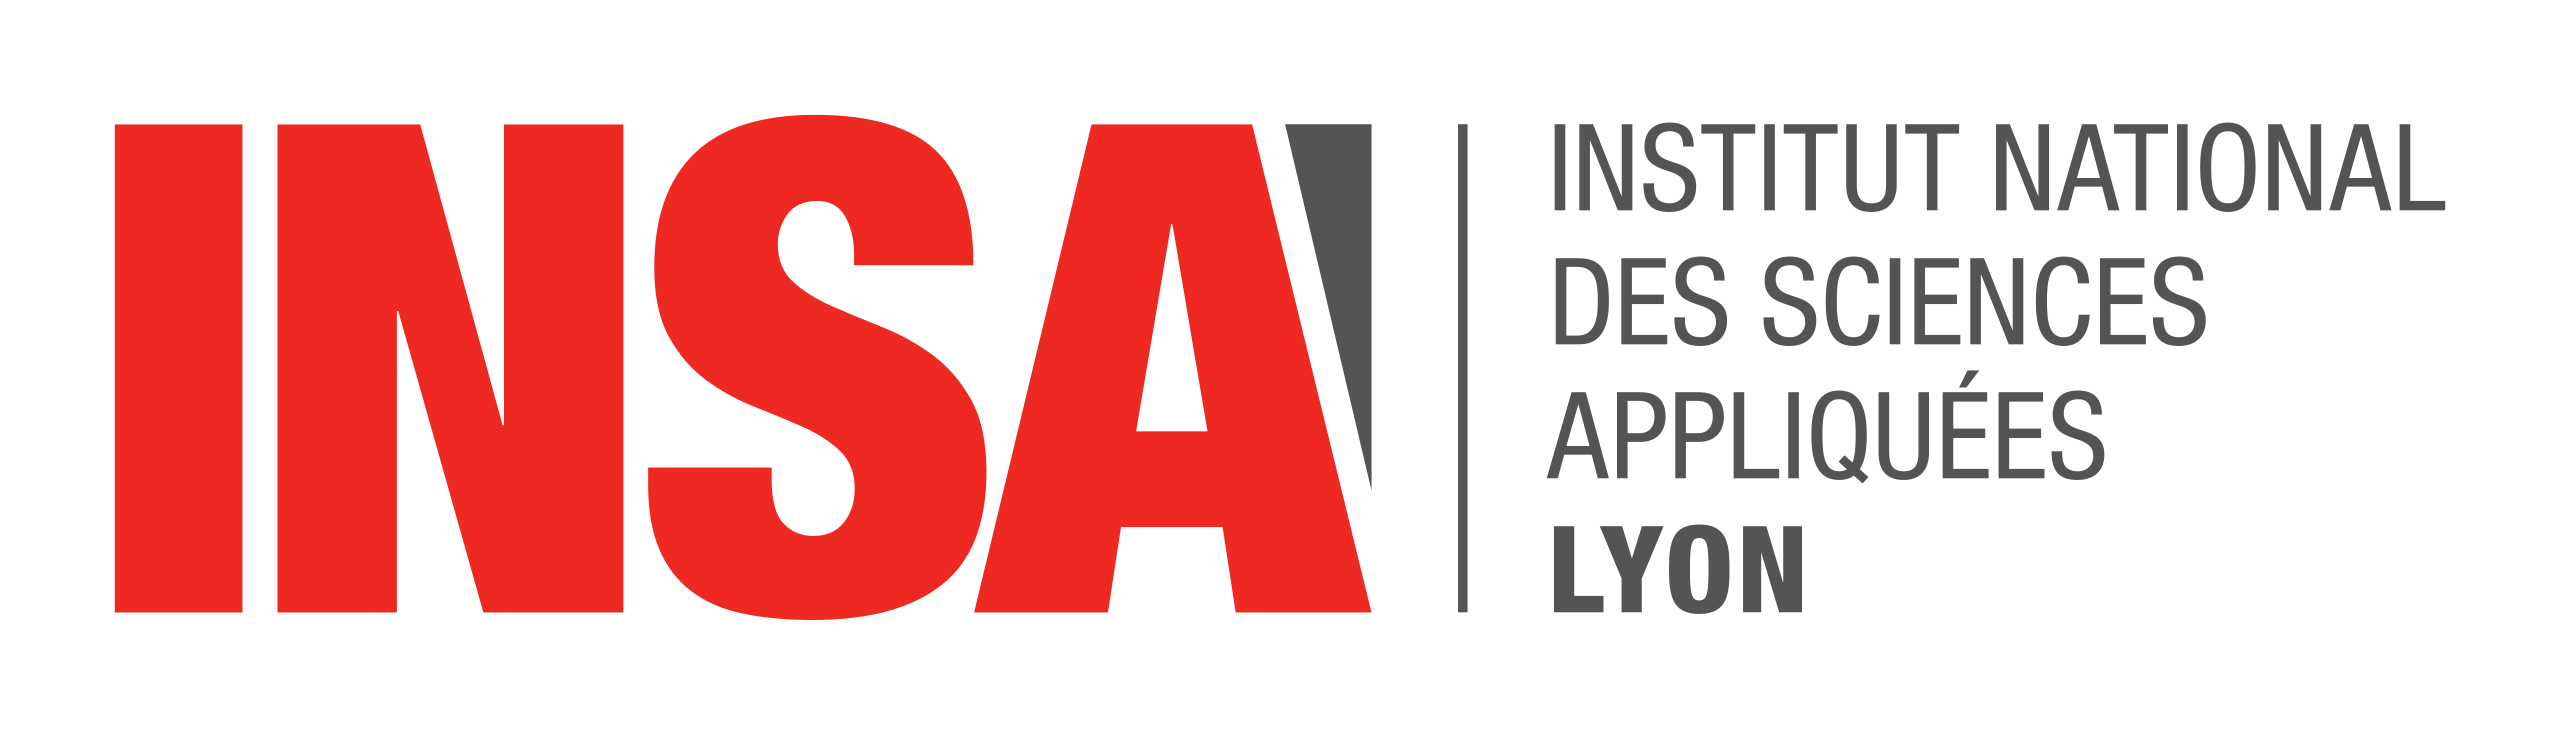 INSA
INSTITUT NATIONAL
DES SCIENCES
APPLIQUÉES
LYON